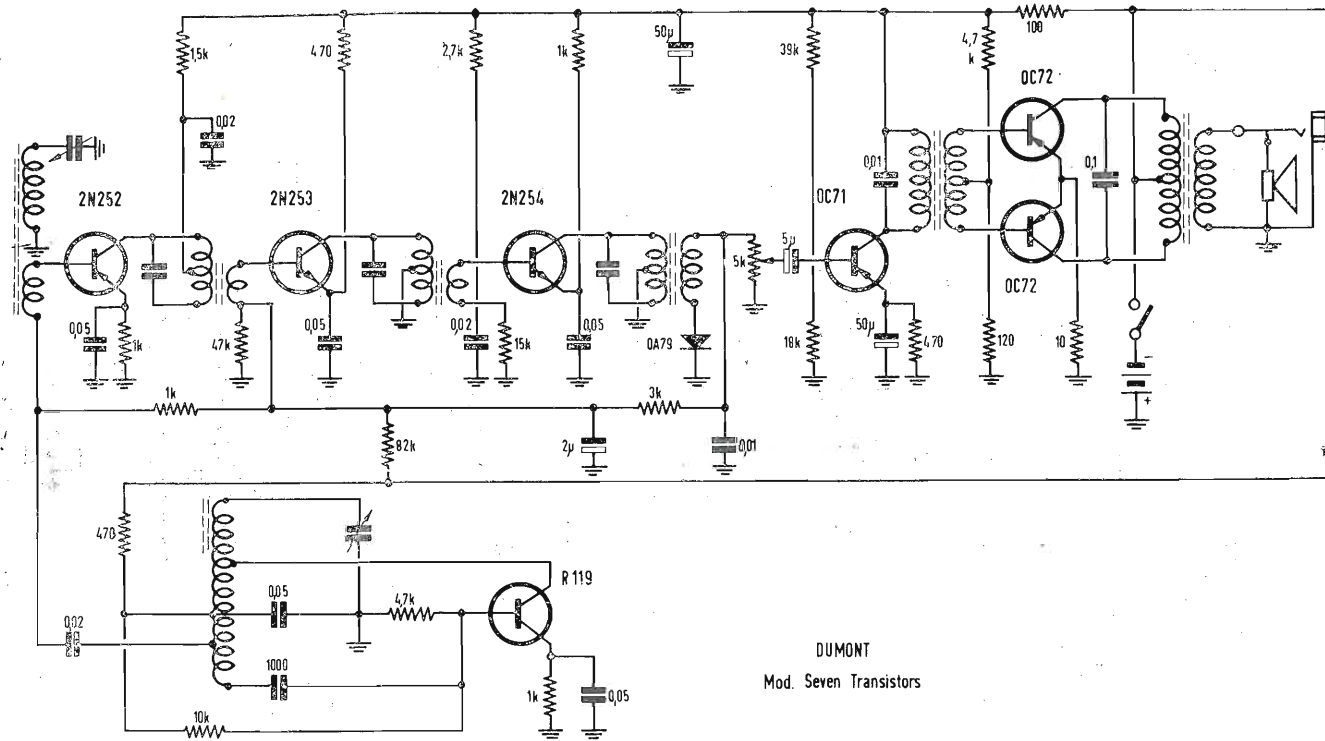 1,5k
470
2,7k
1k
50µ
39k
4,7
k
100
OC72
0,02
2N252
2N253
2N254
0,01
OC71
0,1
5k
5µ
OC72
0,05
1k
47k
0,05
0,02
15k
0,05
OA79
18k
50µ
470
120
10
-
+
1k
3k
82k
2µ
0,01
470
R119
0,05
4,7k
0,02
1000
1k
0,05
10k
DUMONT
Mod. Seven Transistors